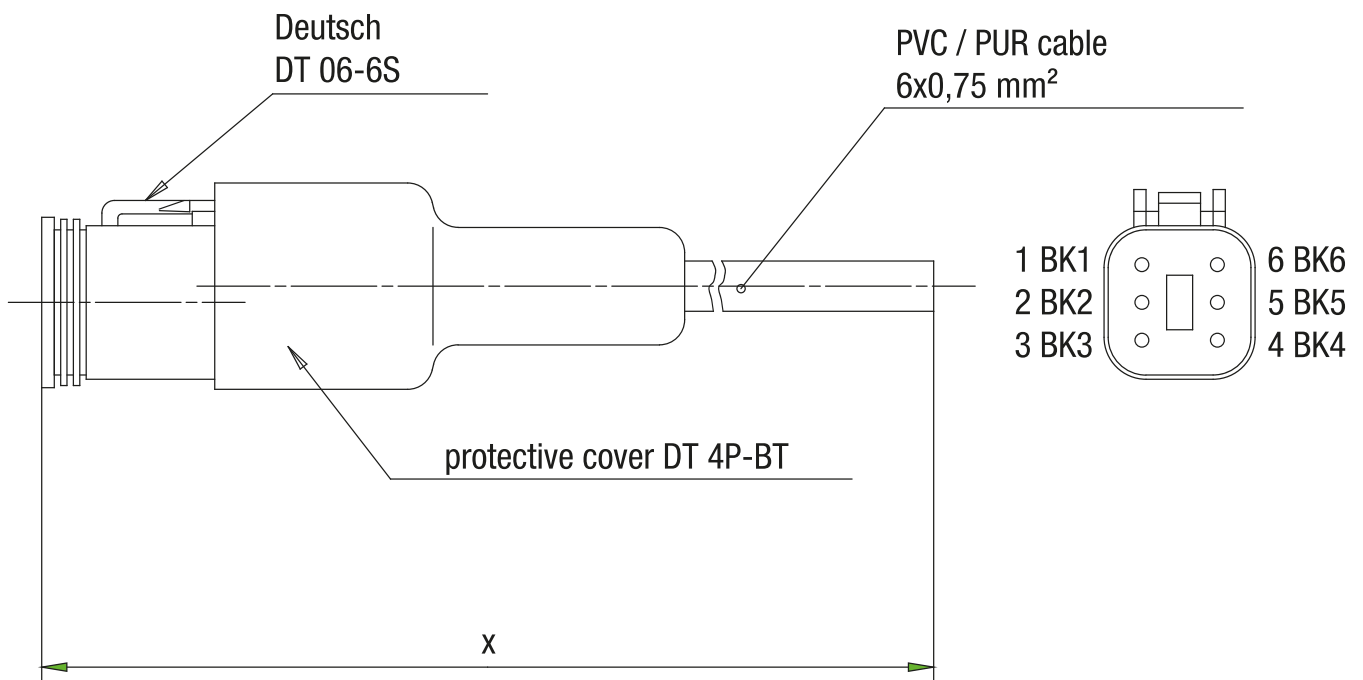 Deutsch
DT 06-6S
PVC / PUR cable
6x0,75 mm²
1 BK1
6 BK6
2 BK2
5 BK5
3 BK3
4 BK4
protective cover DT 4P-BT
x